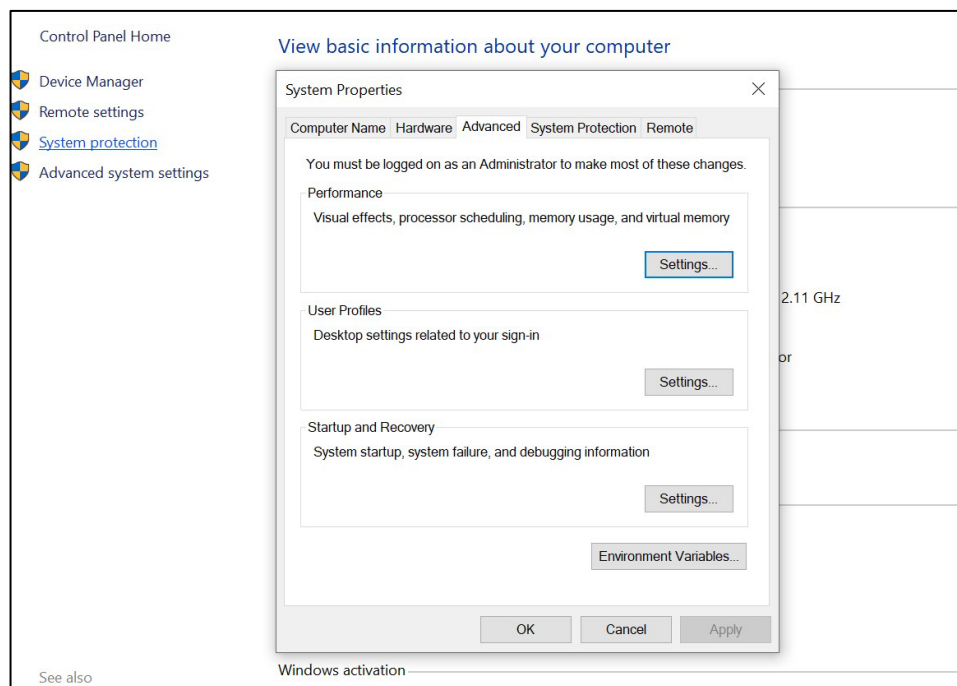 Control Panel Home
Device Manager
Remote settings
System protection
Advanced system settings
See also
View basic information about your computer
System Properties
Computer Name Hardware Advanced System Protection Remote
You must be logged on as an Administrator to make most of these changes.
Performance
Visual effects, processor scheduling, memory usage, and virtual memory
Settings...
User Profiles
Desktop settings related to your sign-in
Settings...
Startup and Recovery
System startup, system failure, and debugging information
Settings...
Environment Variables...
OK Cancel Apply
2.11 GHz
or
Windows activation